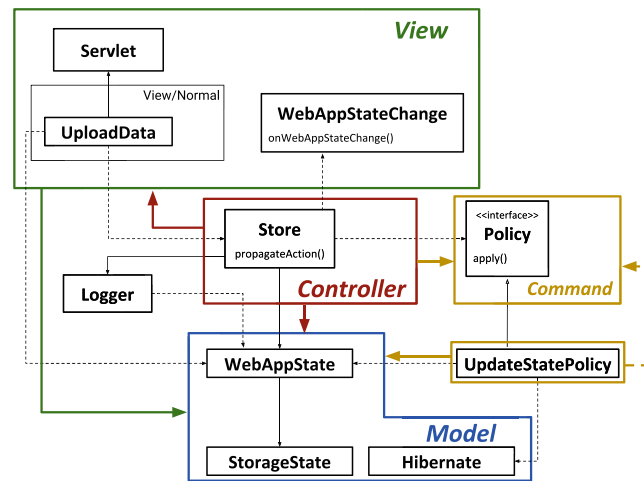 View
Servlet
View/Normal
UploadData
WebAppStateChange
onWebAppStateChange()
Store
propagateAction()
Controller
<<interface>>
Policy
apply()
Command
Logger
WebAppState
UpdateStatePolicy
Model
StorageState
Hibernate